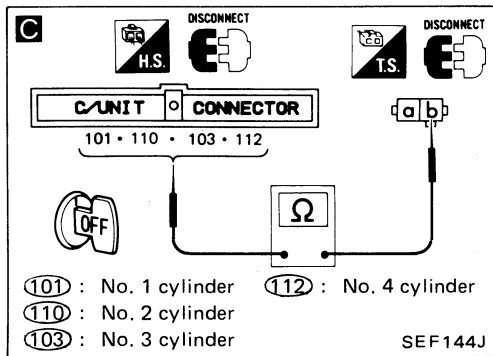 C
DISCONNECT
H.S.
DISCONNECT
T.S.
C/UNIT CONNECTOR
a b
101 • 110 • 103 • 112
OFF
Ω
101 : No. 1 cylinder 112 : No. 4 cylinder
110 : No. 2 cylinder
103 : No. 3 cylinder
SEF144J